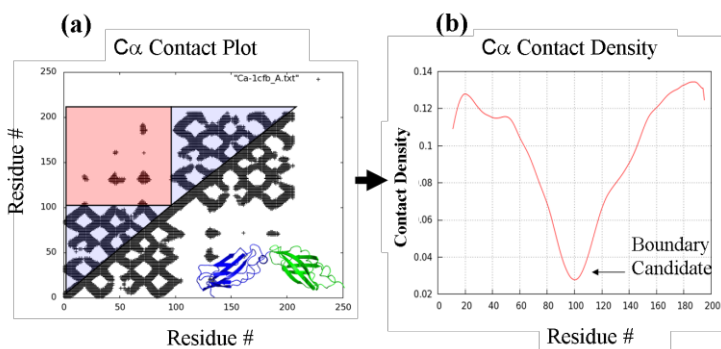 (a)
Cα Contact Plot
"Ca-1cfb_A.txt"
250
200
150
100
50
0
0
50
100
150
200
250
Residue #
Residue #
(b)
Cα Contact Density
0.14
0.12
0.1
0.08
0.06
0.04
0.02
0 20 40 60 80 100 120 140 160 180 200
Contact Density
Boundary
Candidate
Residue #